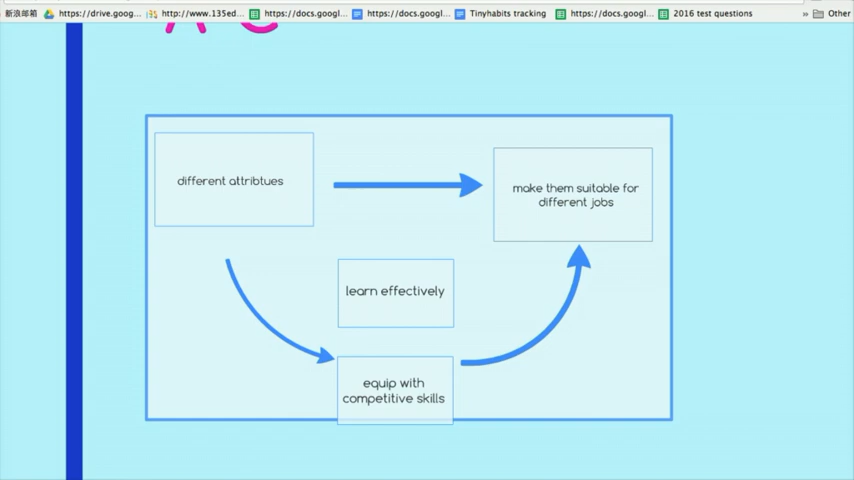 新浪邮箱
https://drive.goog...
http://www.135ed...
https://docs.googl...
https://docs.googl...
Tinyhabits tracking
https://docs.googl...
2016 test questions
»
Other
different attribtues
make them suitable for
different jobs
learn effectively
equip with
competitive skills